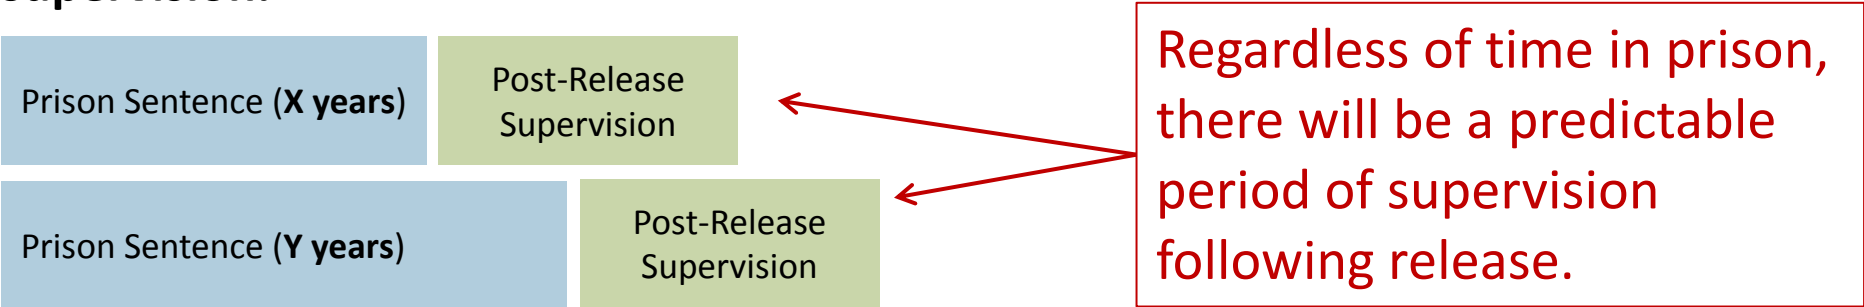 Prison Sentence (X years)
Post-Release
Supervision
Prison Sentence (Y years)
Post-Release
Supervision
Regardless of time in prison,
there will be a predictable
period of supervision
following release.